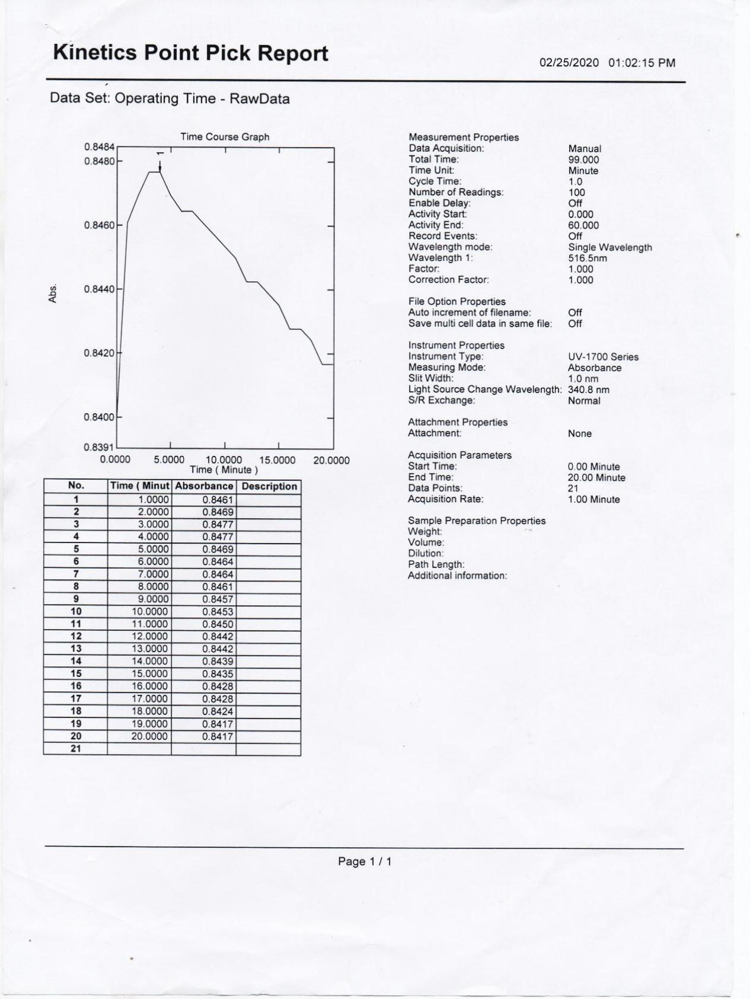 Kinetics Point Pick Report
02/25/2020 01:02:15 PM
Data Set: Operating Time - RawData
Time Course Graph
0.8484
0.8480
0.8460
0.8440
0.8420
0.8400
0.8391
Abs.
1
0.0000 5.0000 10.0000 15.0000 20.0000
Time ( Minute )
No. Time ( Minut Absorbance Description
1 1.0000 0.8461
2 2.0000 0.8469
3 3.0000 0.8477
4 4.0000 0.8477
5 5.0000 0.8469
6 6.0000 0.8464
7 7.0000 0.8464
8 8.0000 0.8461
9 9.0000 0.8457
10 10.0000 0.8453
11 11.0000 0.8450
12 12.0000 0.8442
13 13.0000 0.8442
14 14.0000 0.8439
15 15.0000 0.8435
16 16.0000 0.8428
17 17.0000 0.8428
18 18.0000 0.8424
19 19.0000 0.8417
20 20.0000 0.8417
21
Measurement Properties
Data Acquisition: Manual
Total Time: 99.000
Time Unit: Minute
Cycle Time: 1.0
Number of Readings: 100
Enable Delay: Off
Activity Start: 0.000
Activity End: 60.000
Record Events: Off
Wavelength mode: Single Wavelength
Wavelength 1: 516.5nm
Factor: 1.000
Correction Factor: 1.000
File Option Properties
Auto increment of filename: Off
Save multi cell data in same file: Off
Instrument Properties
Instrument Type: UV-1700 Series
Measuring Mode: Absorbance
Slit Width: 1.0 nm
Light Source Change Wavelength: 340.8 nm
S/R Exchange: Normal
Attachment Properties
Attachment: None
Acquisition Parameters
Start Time: 0.00 Minute
End Time: 20.00 Minute
Data Points: 21
Acquisition Rate: 1.00 Minute
Sample Preparation Properties
Weight:
Volume:
Dilution:
Path Length:
Additional information:
Page 1 / 1